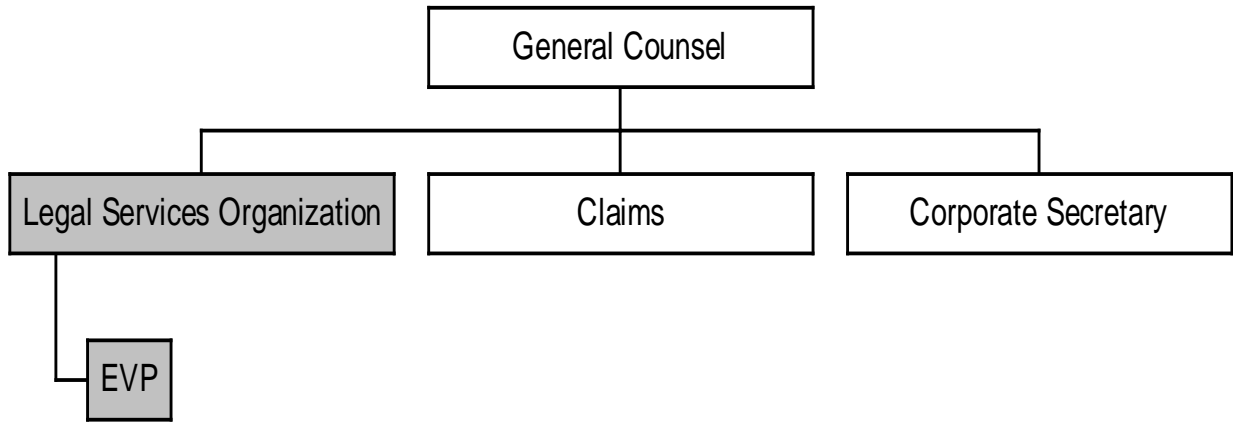 General Counsel
Legal Services Organization
Claims
Corporate Secretary
EVP